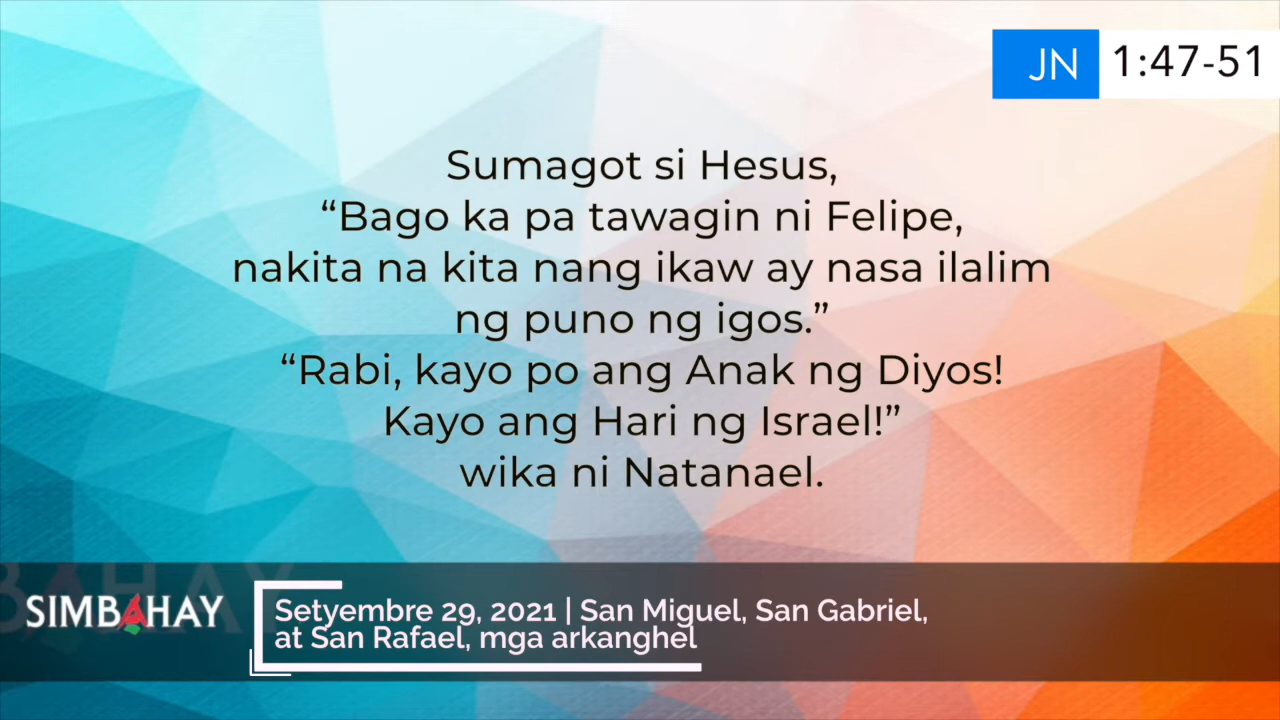 JN 1:47-51
Sumagot si Hesus,
“Bago ka pa tawagin ni Felipe,
nakita na kita nang ikaw ay nasa ilalim
ng puno ng igos.”
“Rabi, kayo po ang Anak ng Diyos!
Kayo ang Hari ng Israel!”
wika ni Natanael.
SIMBAHAY
Setyembre 29, 2021 | San Miguel, San Gabriel,
at San Rafael, mga arkanghel